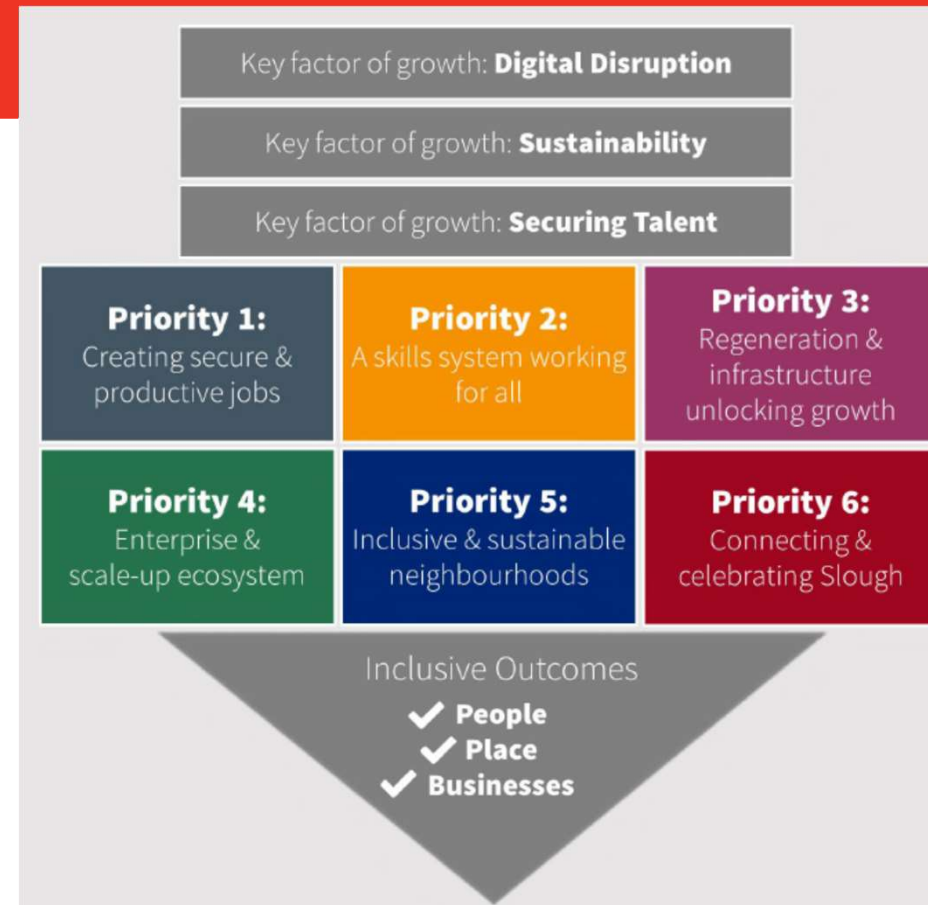 Key factor of growth: Digital Disruption
Key factor of growth: Sustainability
Key factor of growth: Securing Talent
Priority 1:
Creating secure &
productive jobs
Priority 2:
A skills system working
for all
Priority 3:
Regeneration &
infrastructure
unlocking growth
Priority 4:
Enterprise &
scale-up ecosystem
Priority 5:
Inclusive & sustainable
neighbourhoods
Priority 6:
Connecting &
celebrating Slough
Inclusive Outcomes
People
Place
Businesses